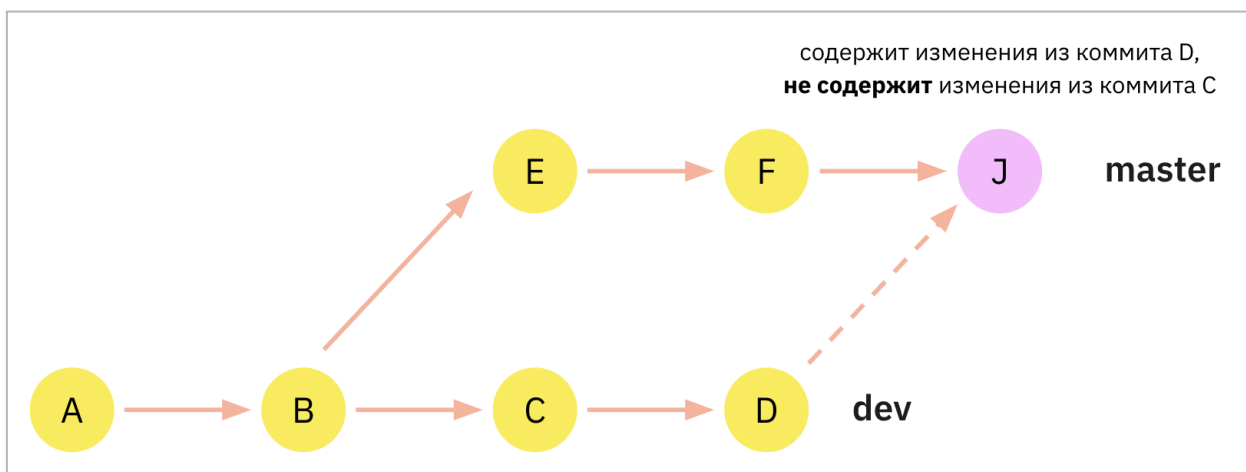 содержит изменения из коммита D,
не содержит изменения из коммита C
E
F
J
master
A
B
C
D
dev